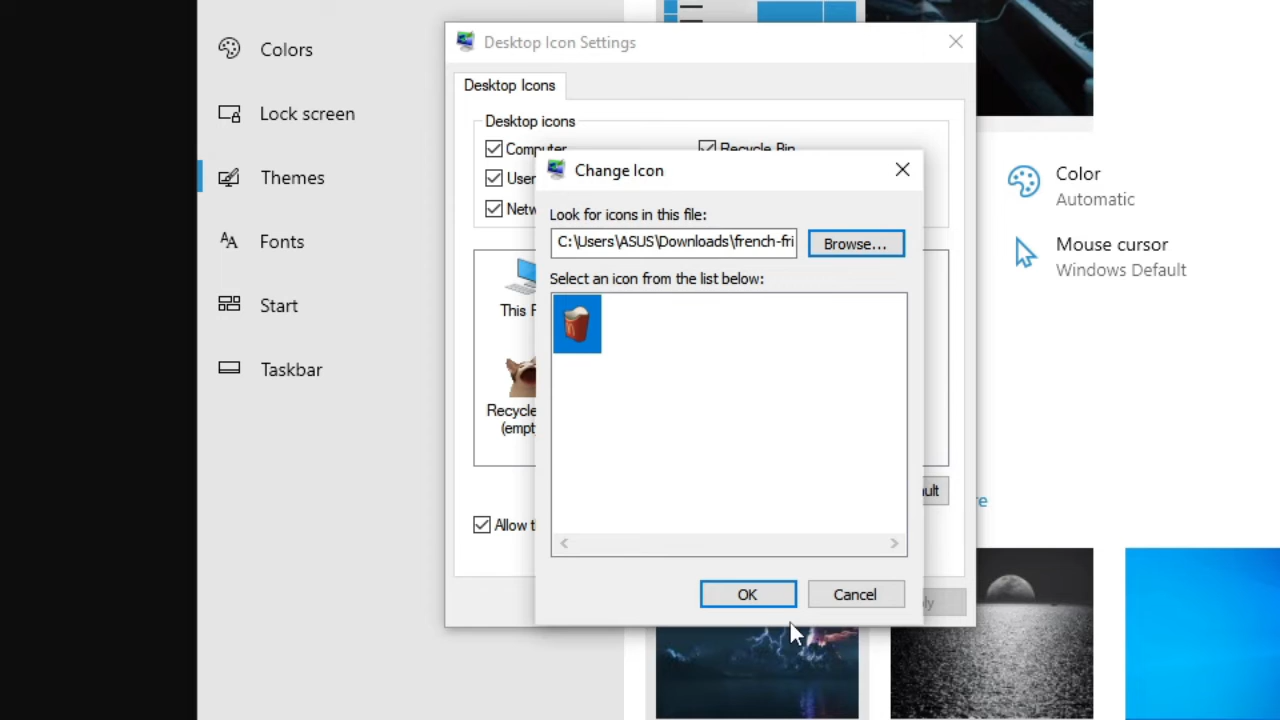 Colors
Lock screen
Themes
Fonts
Start
Taskbar
Desktop Icon Settings
Desktop Icons
Desktop icons
Computer
Recycle Bin
Change Icon
Look for icons in this file:
C:\Users\ASUS\Downloads\french-fri
Browse...
Select an icon from the list below:
This
Recycle
(empt
Allow
OK
Cancel
Color
Automatic
Mouse cursor
Windows Default